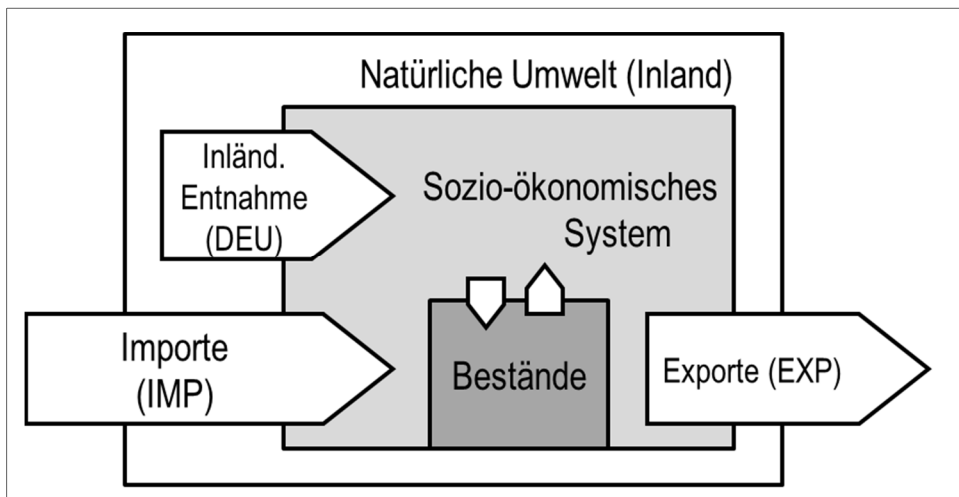 Natürliche Umwelt (Inland)
Inländ.
Entnahme
(DEU)
Sozio-ökonomisches
System
Importe
(IMP)
Bestände
Exporte (EXP)